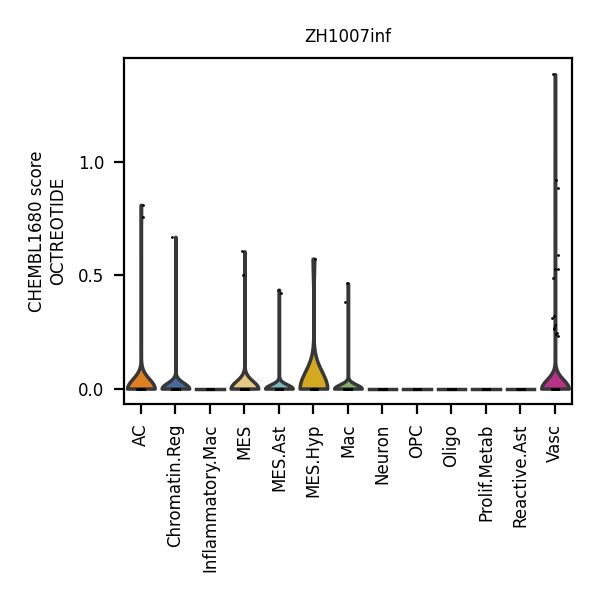 ZH1007inf
CHEMBL1680 score
OCTREOTIDE
1.0
0.5
0.0
AC
Chromatin.Reg
Inflammatory.Mac
MES
MES.Ast
MES.Hyp
Mac
Neuron
OPC
Oligo
Prolif.Metab
Reactive.Ast
Vasc